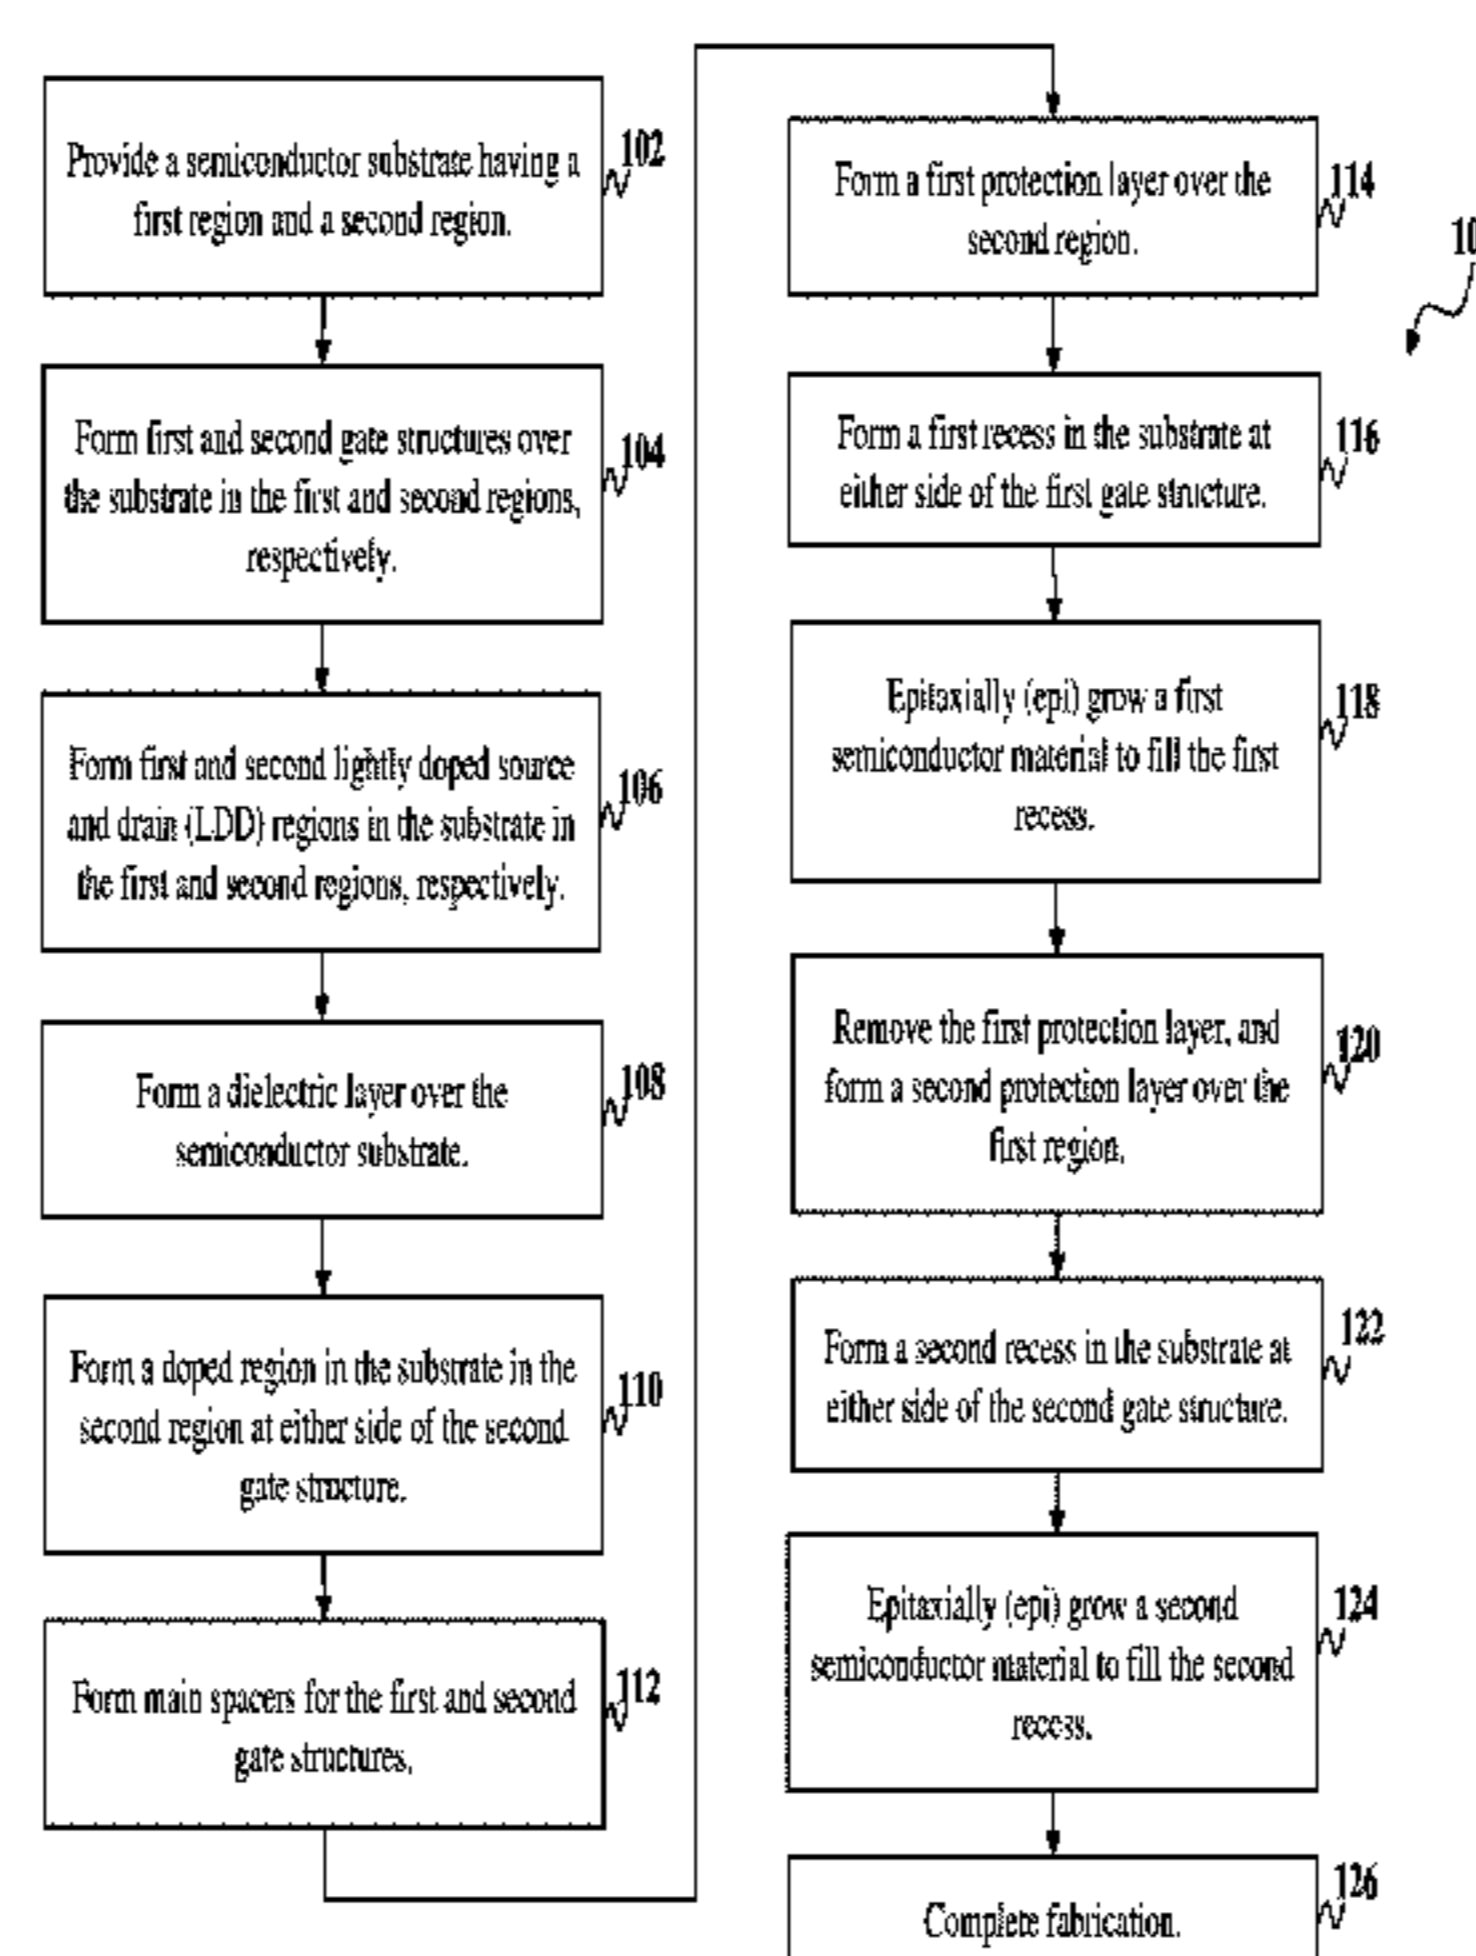 Provide a semiconductor substrate having a
first region and a second region.
102
Form first and second gate structures over
the substrate in the first and second regions,
respectively.
104
Form first and second lightly doped source
and drain (LDD) regions in the substrate in
the first and second regions, respectively.
106
Form a dielectric layer over the
semiconductor substrate.
108
Form a doped region in the substrate in the
second region at either side of the second
gate structure.
110
Form main spacers for the first and second
gate structures.
112
Form a first protection layer over the
second region.
114
Form a first recess in the substrate at
either side of the first gate structure.
116
Epitaxially (epi) grow a first
semiconductor material to fill the first
recess.
118
Remove the first protection layer, and
form a second protection layer over the
first region.
120
Form a second recess in the substrate at
either side of the second gate structure.
122
Epitaxially (epi) grow a second
semiconductor material to fill the second
recess.
124
Complete fabrication.
126